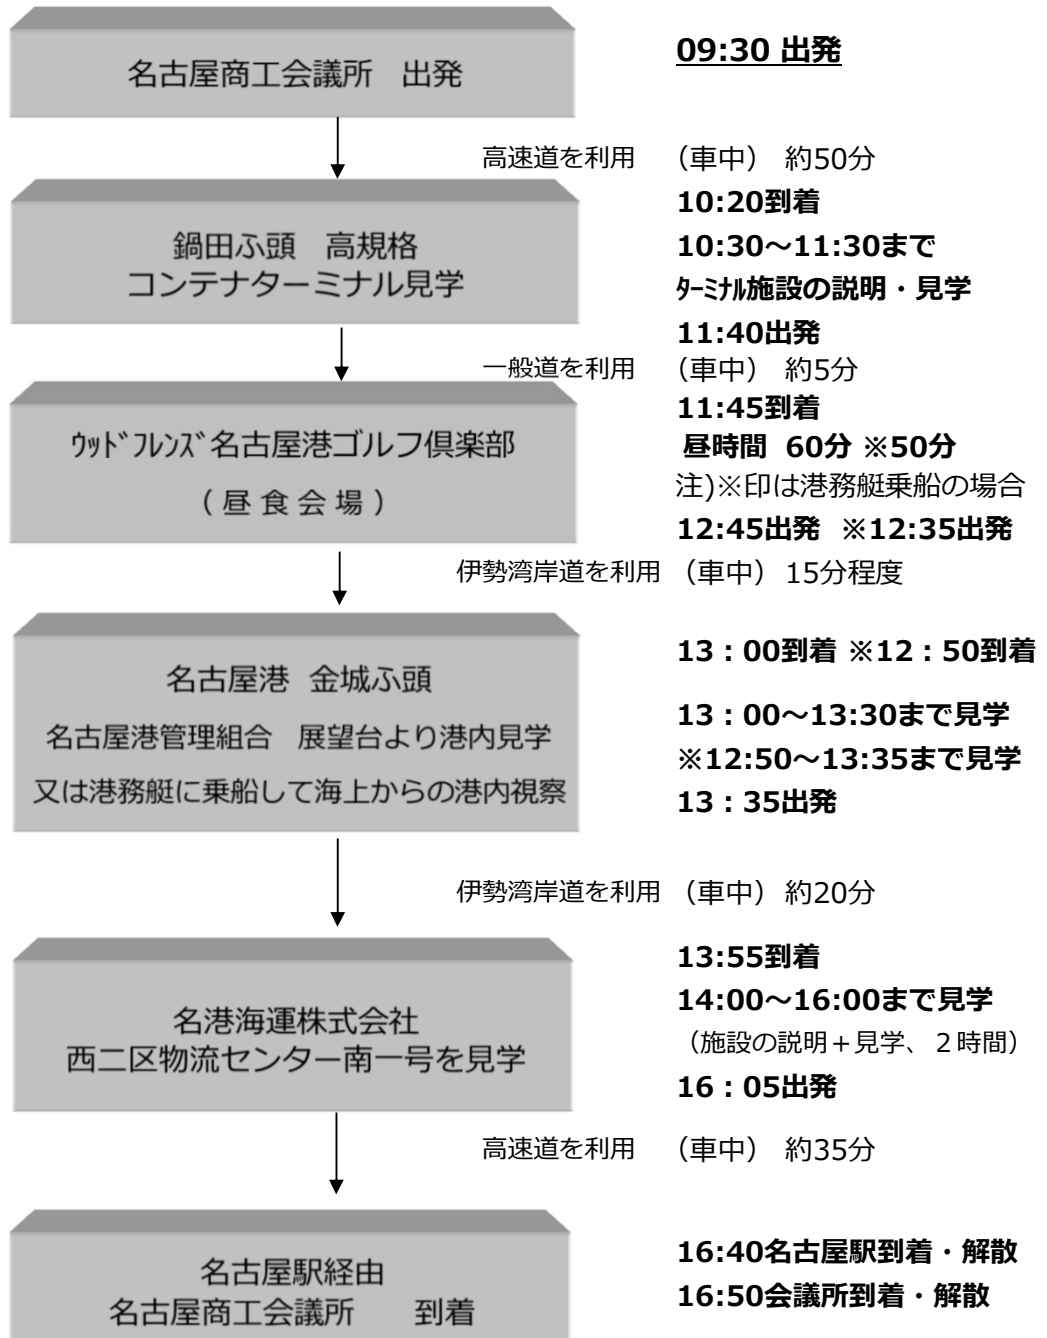 名古屋商工会議所　出発
09:30 出発
高速道を利用　（車中） 約50分
鍋田ふ頭　高規格
コンテナターミナル見学
10:20到着
10:30～11:30まで
ﾀｰﾐﾅﾙ施設の説明・見学
11:40出発
一般道を利用　（車中） 約5分
ｳｯﾄﾞﾌﾚﾝｽﾞ名古屋港ゴルフ倶楽部
（ 昼 食 会 場 ）
11:45到着
昼時間 60分 ※50分
注)※印は港務艇乗船の場合
12:45出発 ※12:35出発
伊勢湾岸道を利用 （車中） 15分程度
名古屋港 金城ふ頭
名古屋港管理組合　展望台より港内見学
又は港務艇に乗船して海上からの港内視察
13：00到着 ※12：50到着
13：00～13:30まで見学
※12:50～13:35まで見学
13：35出発
伊勢湾岸道を利用 （車中） 約20分
名港海運株式会社
西二区物流センター南一号を見学
13:55到着
14:00～16:00まで見学
（施設の説明＋見学、２時間）
16：05出発
高速道を利用　（車中） 約35分
名古屋駅経由
名古屋商工会議所　　到着
16:40名古屋駅到着・解散
16:50会議所到着・解散